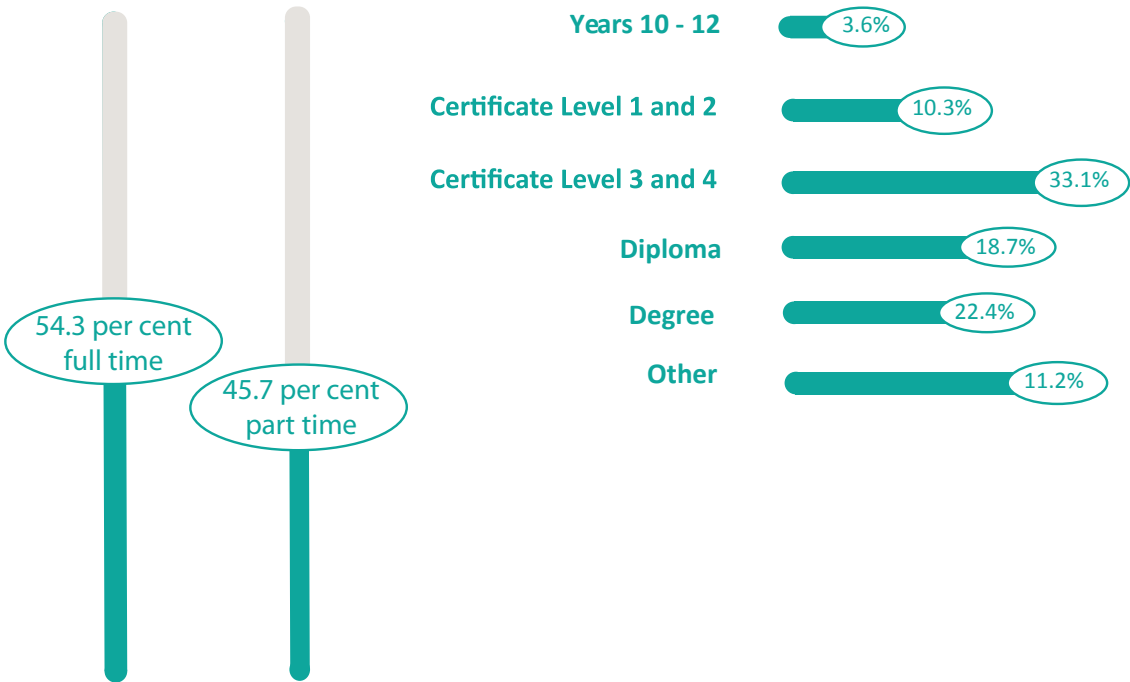 54.3 per cent
full time
45.7 per cent
part time
Years 10 - 12
3.6%
Certificate Level 1 and 2
10.3%
Certificate Level 3 and 4
33.1%
Diploma
18.7%
Degree
22.4%
Other
11.2%